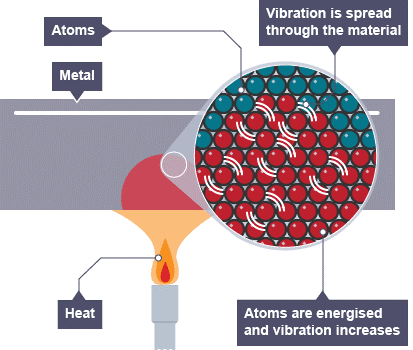 Atoms
Vibration is spread
through the material
Metal
Heat
Atoms are energised
and vibration increases